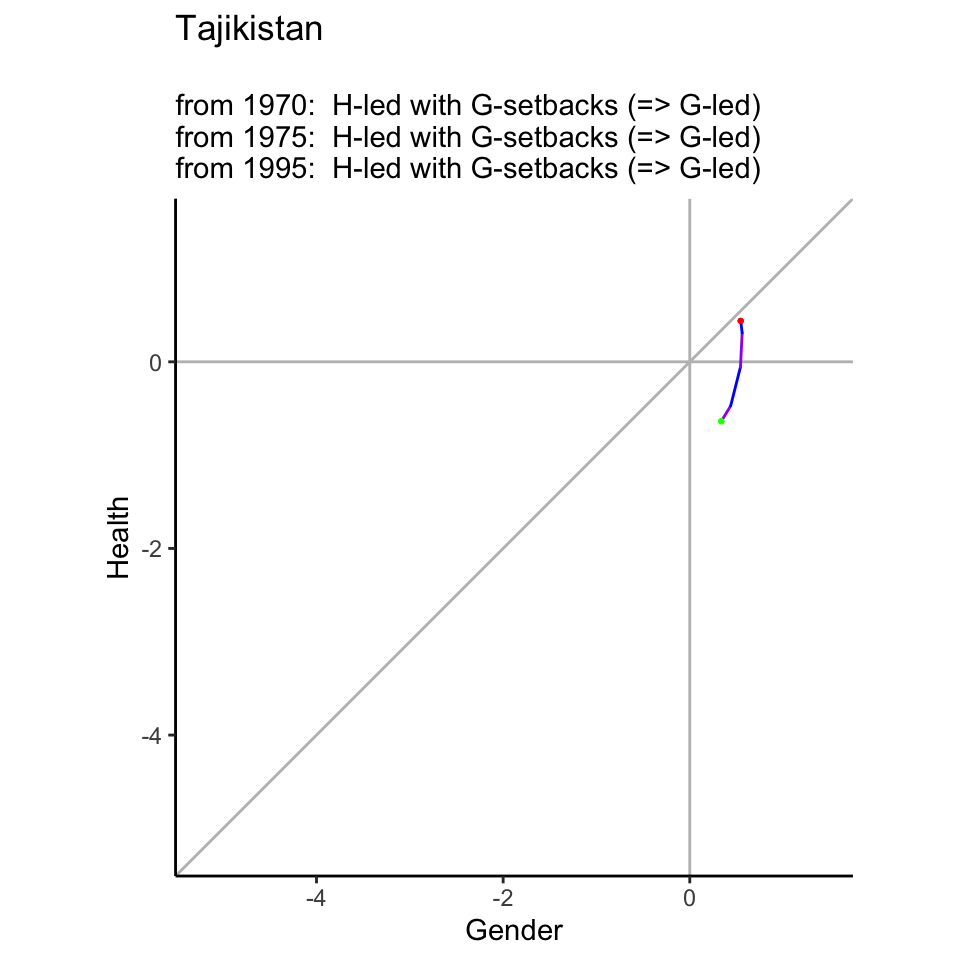 Tajikistan
from 1970:  H-led with G-setbacks (=> G-led)
from 1975:  H-led with G-setbacks (=> G-led)
from 1995:  H-led with G-setbacks (=> G-led)
0
-2
-4
Health
-4
-2
0
Gender